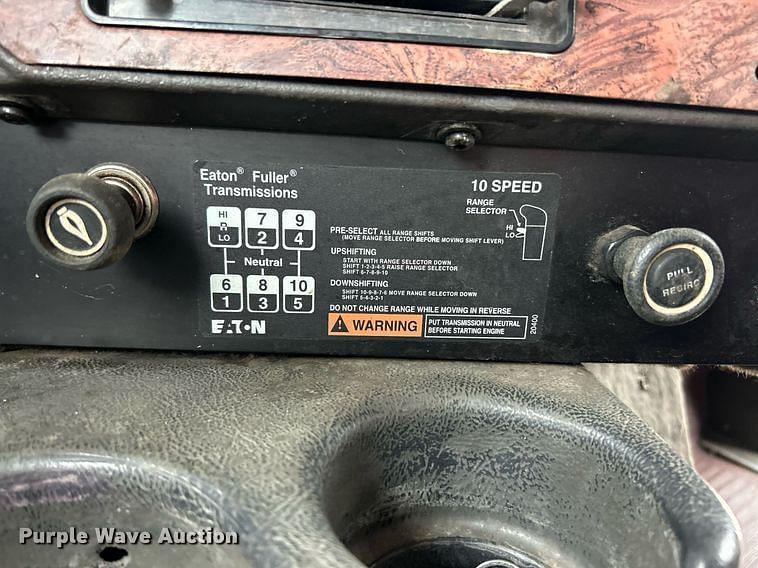 Eaton® Fuller®
Transmissions
10 SPEED
RANGE
SELECTOR
HI
LO
HI
R
LO
7
2
9
4
Neutral
6
1
8
3
10
5
EATON
PRE-SELECT ALL RANGE SHIFTS
(MOVE RANGE SELECTOR BEFORE MOVING SHIFT LEVER)
UPSHIFTING
START WITH RANGE SELECTOR DOWN
SHIFT 1-2-3-4-5 RAISE RANGE SELECTOR
SHIFT 6-7-8-9-10
DOWNSHIFTING
SHIFT 10-9-8-7-6 MOVE RANGE SELECTOR DOWN
SHIFT 5-4-3-2-1
DO NOT CHANGE RANGE WHILE MOVING IN REVERSE
WARNING
PUT TRANSMISSION IN NEUTRAL
BEFORE STARTING ENGINE
20400
PULL
RECIRC
Purple Wave Auction